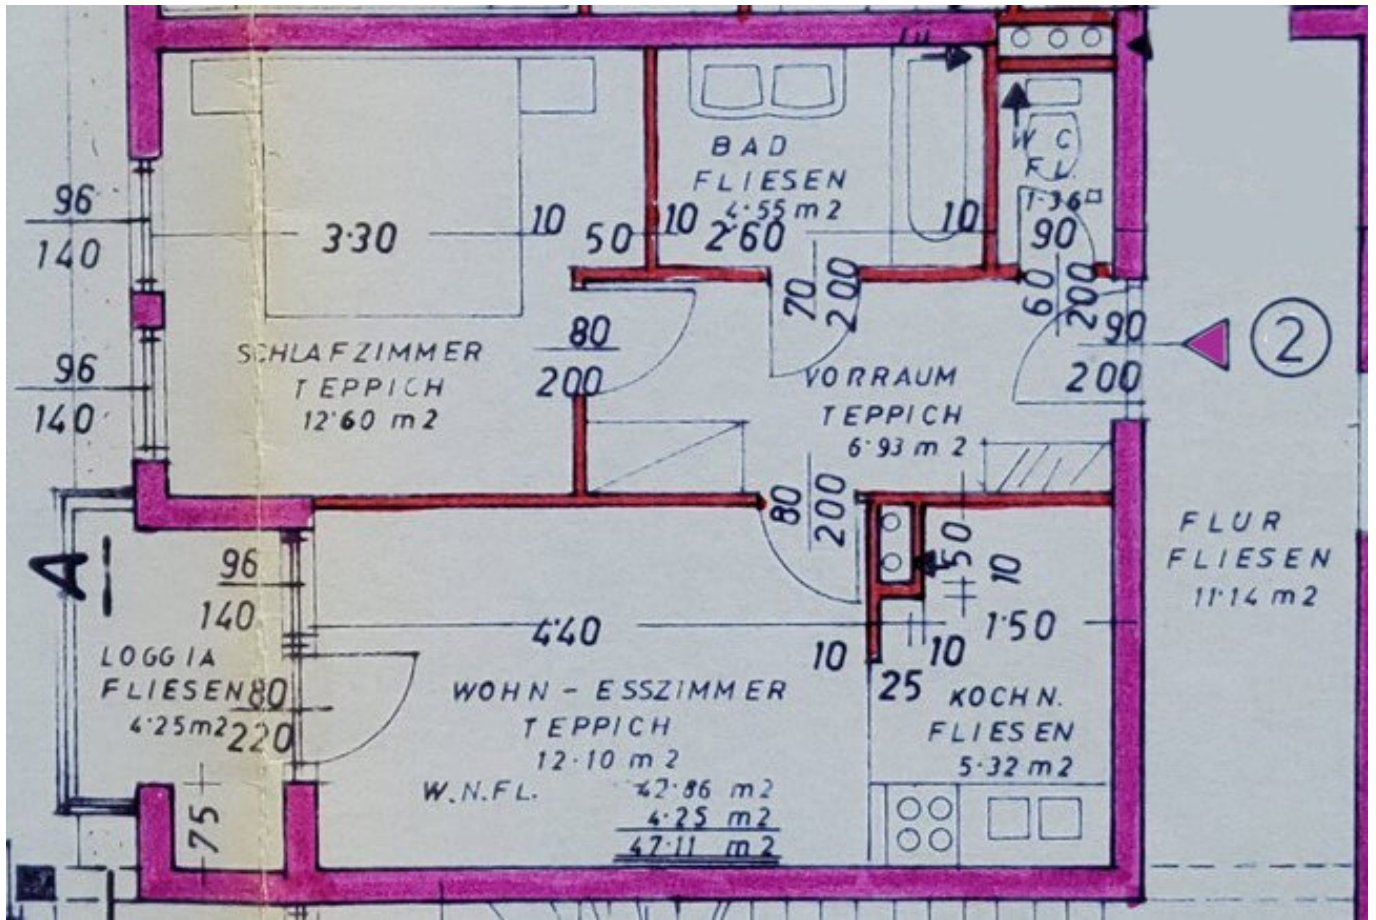 96
140
3·30
10
50
10
BAD
FLIESEN
4·55 m2
2·60
10
W C
FL.
1·36
90
60
200
70
200
80
200
90
200
2
96
140
SCHLAFZIMMER
TEPPICH
12·60 m2
VORRAUM
TEPPICH
6·93 m2
80
200
50
10
FLUR
FLIESEN
11·14 m2
A
96
140
4·40
10
25
10
1·50
LOGGIA
FLIESEN
4·25m2
80
220
75
WOHN - ESSZIMMER
TEPPICH
12·10 m2
W.N.FL. 42·86 m2
4·25 m2
47·11 m2
KOCHN.
FLIESEN
5·32 m2